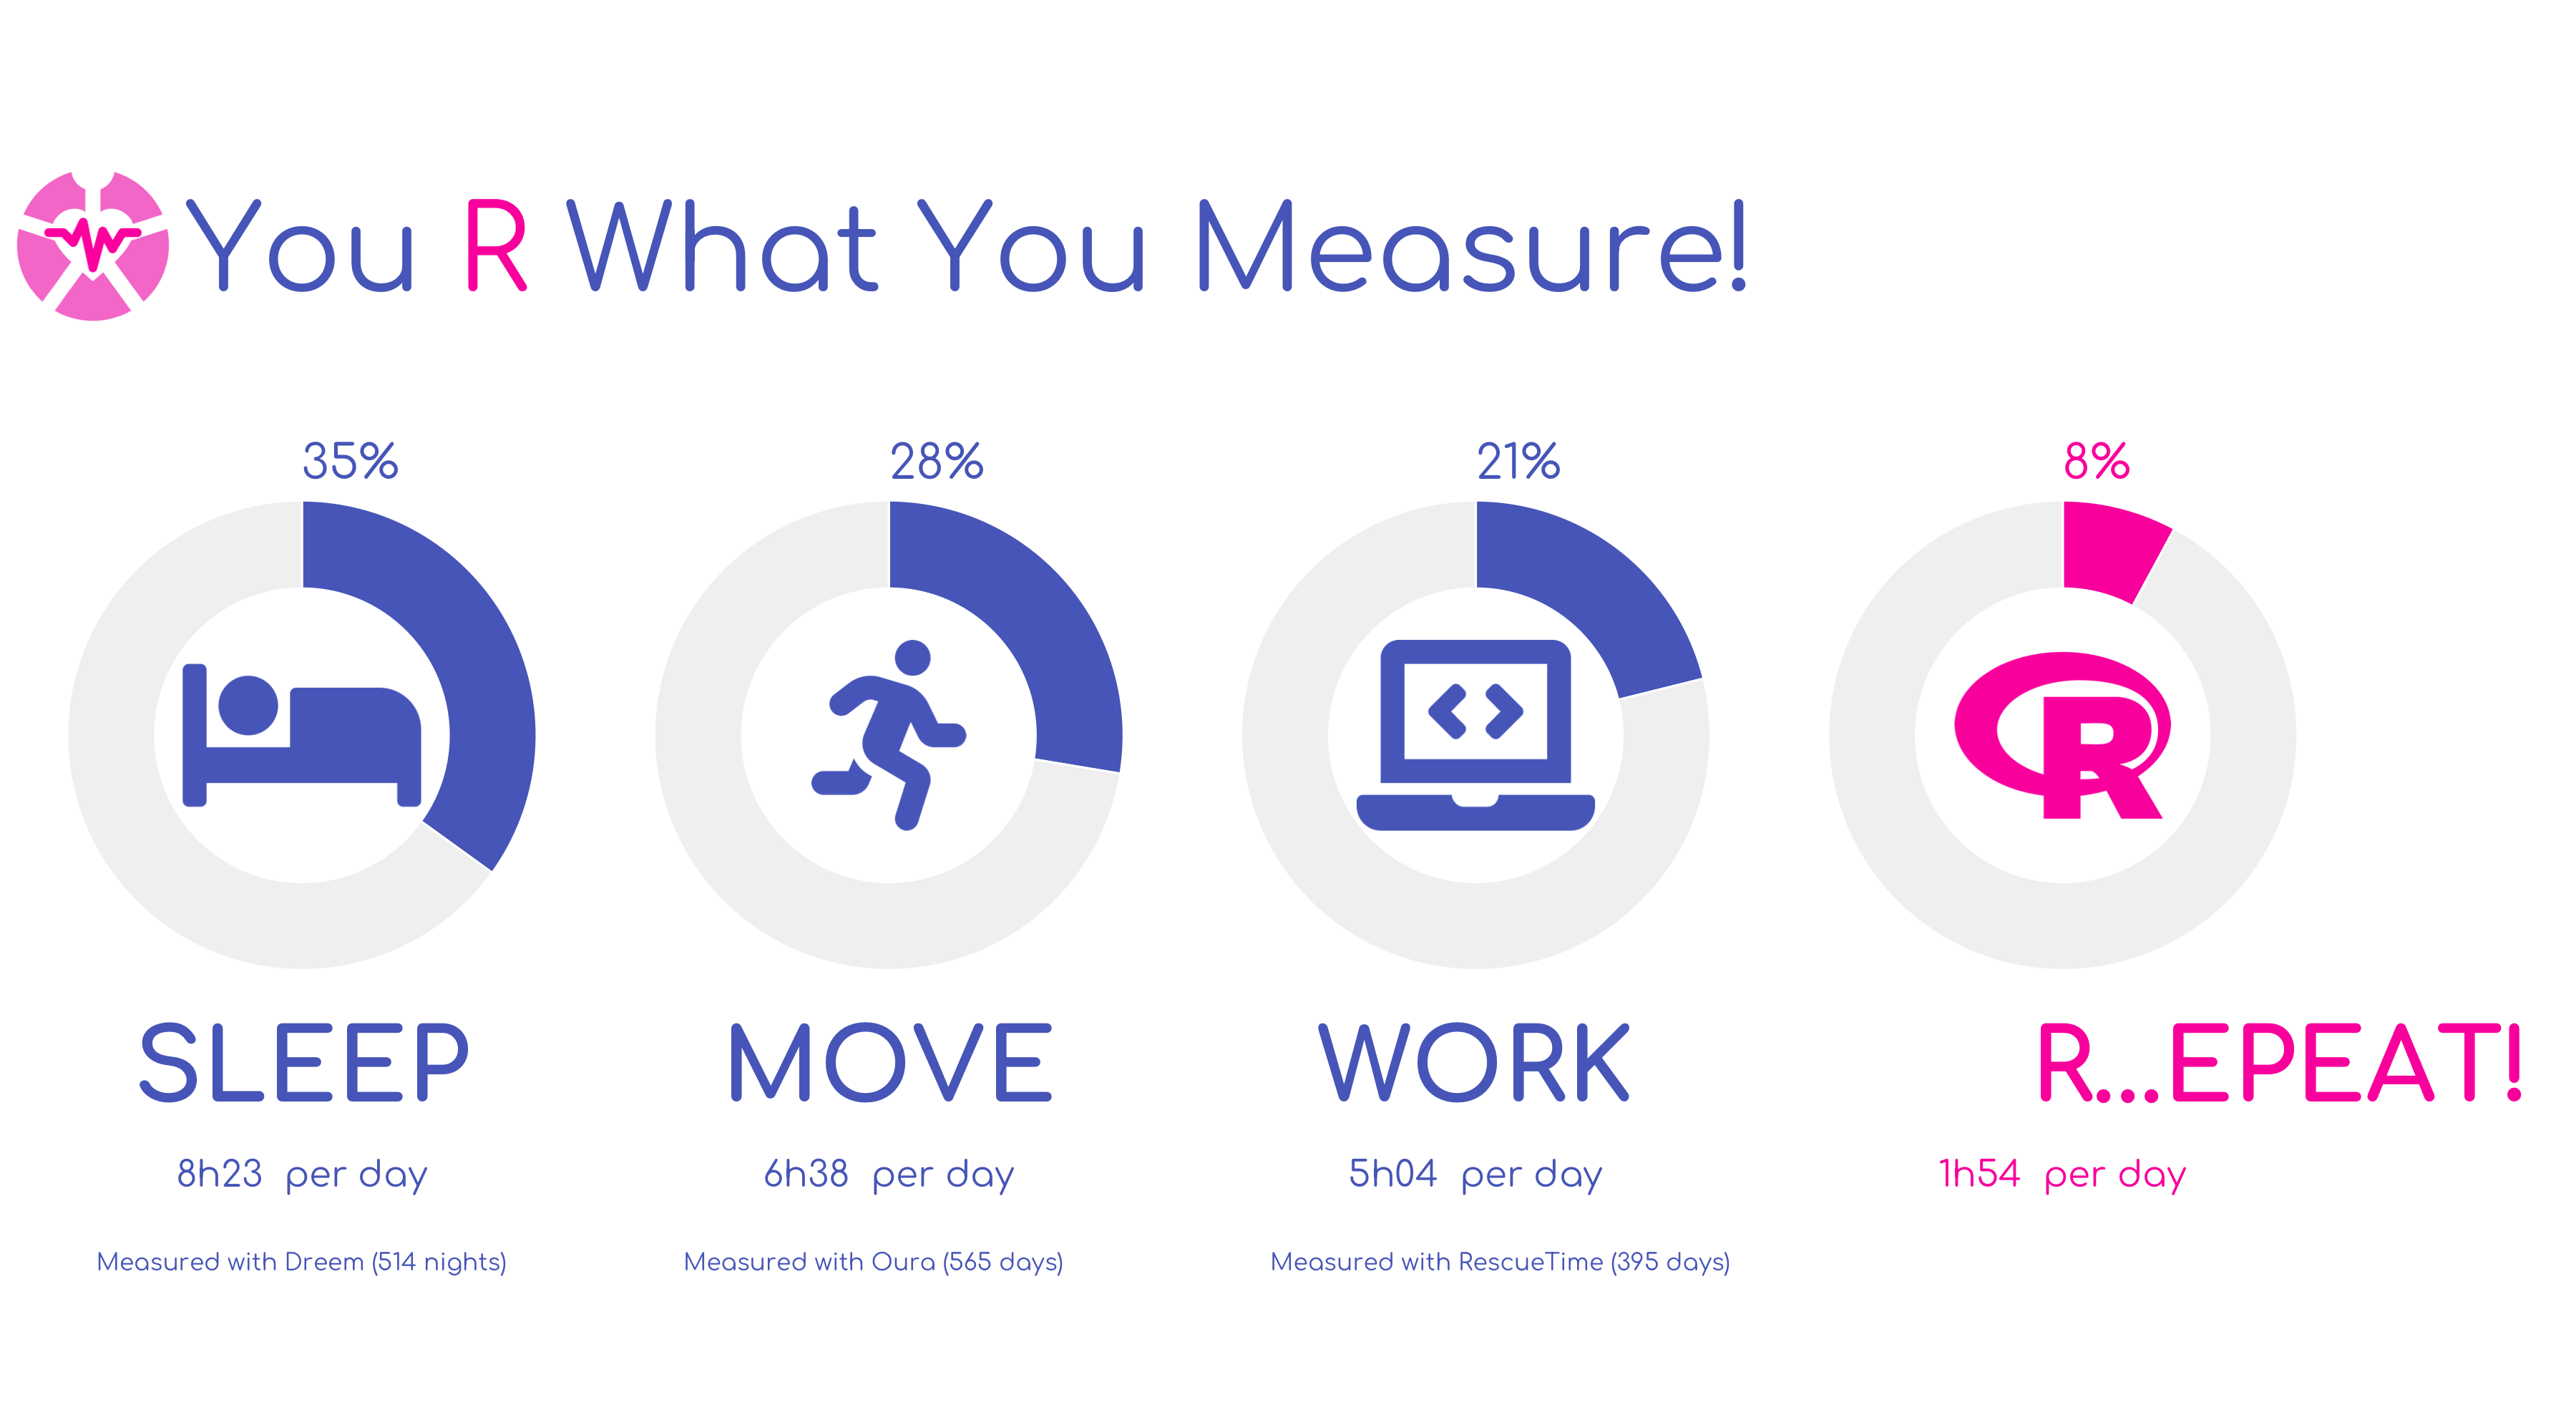 You R What You Measure!
35% 28% 21% 8%
R
SLEEP MOVE WORK R...EPEAT!
8h23 per day 6h38 per day 5h04 per day 1h54 per day
Measured with Dreem (514 nights) Measured with Oura (565 days) Measured with RescueTime (395 days)